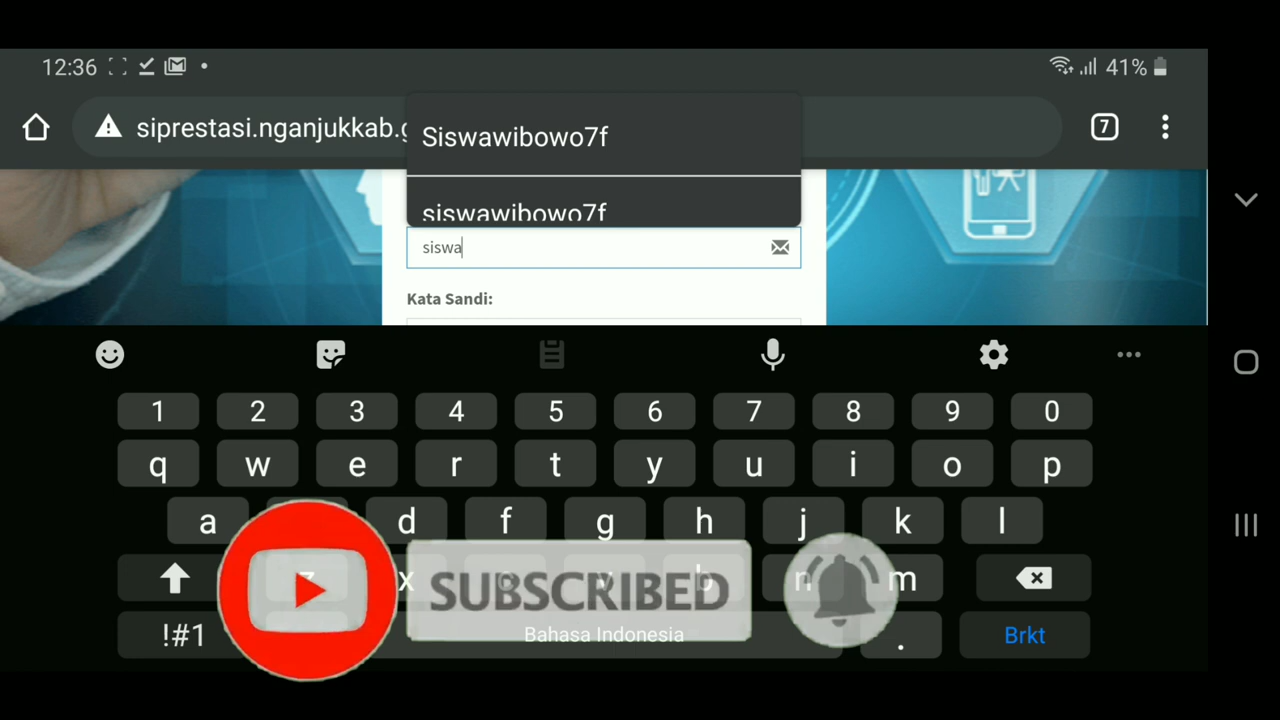 12:36
41%
siprestasi.nganjukkab.g
7
Siswawibowo7f
siswawibowo7f
siswa
Kata Sandi:
1 2 3 4 5 6 7 8 9 0
q w e r t y u i o p
a d f g h j k l
z x c v b n m
SUBSCRIBED
!#1
Bahasa Indonesia
.
Brkt